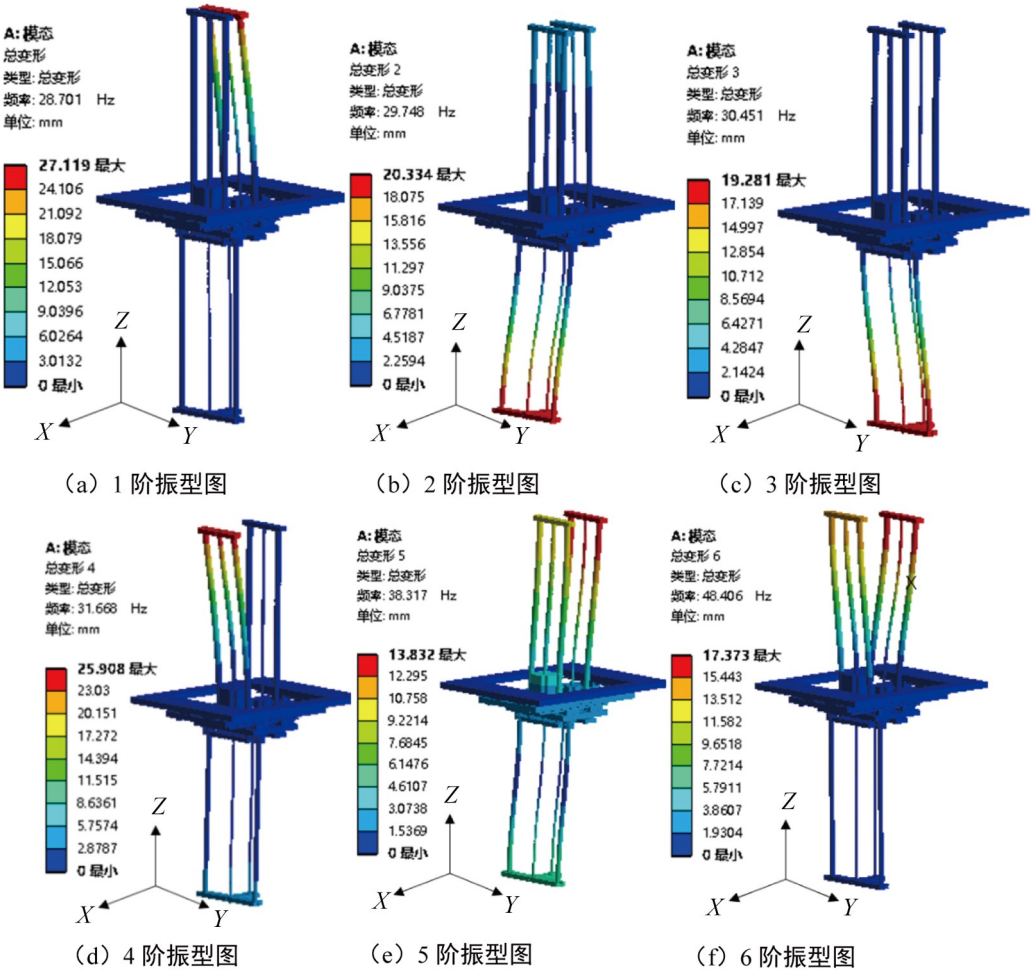 A: 模态
总变形
类型: 总变形
频率: 28.701 Hz
单位: mm
27.119 最大
24.106
21.092
18.079
15.066
12.053
9.0396
6.0264
3.0132
0 最小
Z
X
Y
(a) 1 阶振型图
A: 模态
总变形 2
类型: 总变形
频率: 29.748 Hz
单位: mm
20.334 最大
18.075
15.816
13.556
11.297
9.0375
6.7781
4.5187
2.2594
0 最小
Z
X
Y
(b) 2 阶振型图
A: 模态
总变形 3
类型: 总变形
频率: 30.451 Hz
单位: mm
19.281 最大
17.139
14.997
12.854
10.712
8.5694
6.4271
4.2847
2.1424
0 最小
Z
X
Y
(c) 3 阶振型图
A: 模态
总变形 4
类型: 总变形
频率: 31.668 Hz
单位: mm
25.908 最大
23.03
20.151
17.272
14.394
11.515
8.6361
5.7574
2.8787
0 最小
Z
X
Y
(d) 4 阶振型图
A: 模态
总变形 5
类型: 总变形
频率: 38.317 Hz
单位: mm
13.832 最大
12.295
10.758
9.2214
7.6845
6.1476
4.6107
3.0738
1.5369
0 最小
Z
X
Y
(e) 5 阶振型图
A: 模态
总变形 6
类型: 总变形
频率: 48.406 Hz
单位: mm
17.373 最大
15.443
13.512
11.582
9.6518
7.7214
5.7911
3.8607
1.9304
0 最小
X
Z
X
Y
(f) 6 阶振型图